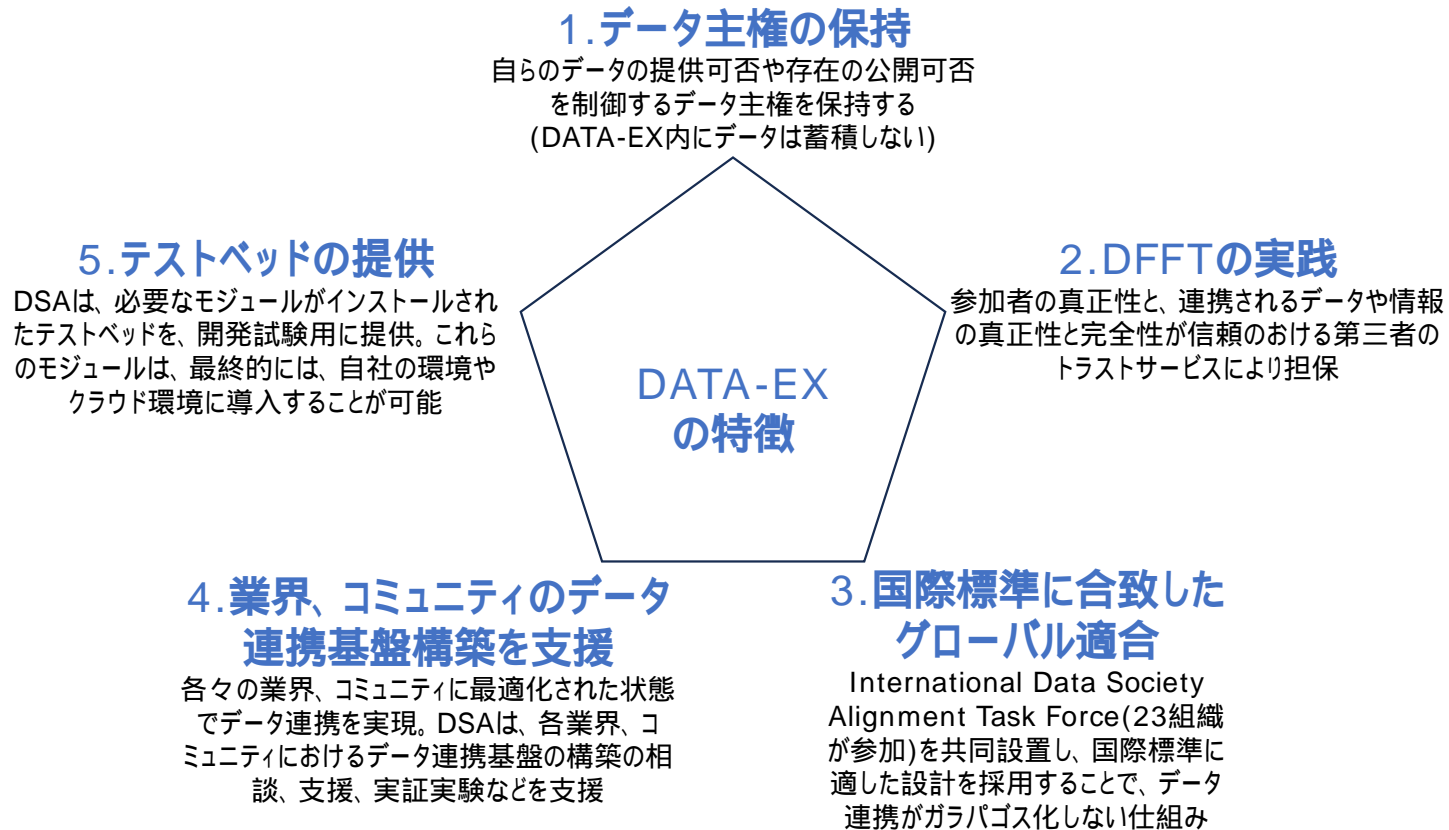 1.データ主権の保持
自らのデータの提供可否や存在の公開可否
を制御するデータ主権を保持する
(DATA-EX内にデータは蓄積しない)
5.テストベッドの提供
DSAは、必要なモジュールがインストールされ
たテストベッドを、開発試験用に提供。これら
のモジュールは、最終的には、自社の環境や
クラウド環境に導入することが可能
2.DFFTの実践
参加者の真正性と、連携されるデータや情報
の真正性と完全性が信頼のおける第三者の
トラストサービスにより担保
DATA-EX
の特徴
4.業界、コミュニティのデータ
連携基盤構築を支援
各々の業界、コミュニティに最適化された状態
でデータ連携を実現。DSAは、各業界、コ
ミュニティにおけるデータ連携基盤の構築の相
談、支援、実証実験などを支援
3.国際標準に合致した
グローバル適合
International Data Society
Alignment Task Force(23組織
が参加)を共同設置し、国際標準に
適した設計を採用することで、データ
連携がガラパゴス化しない仕組み